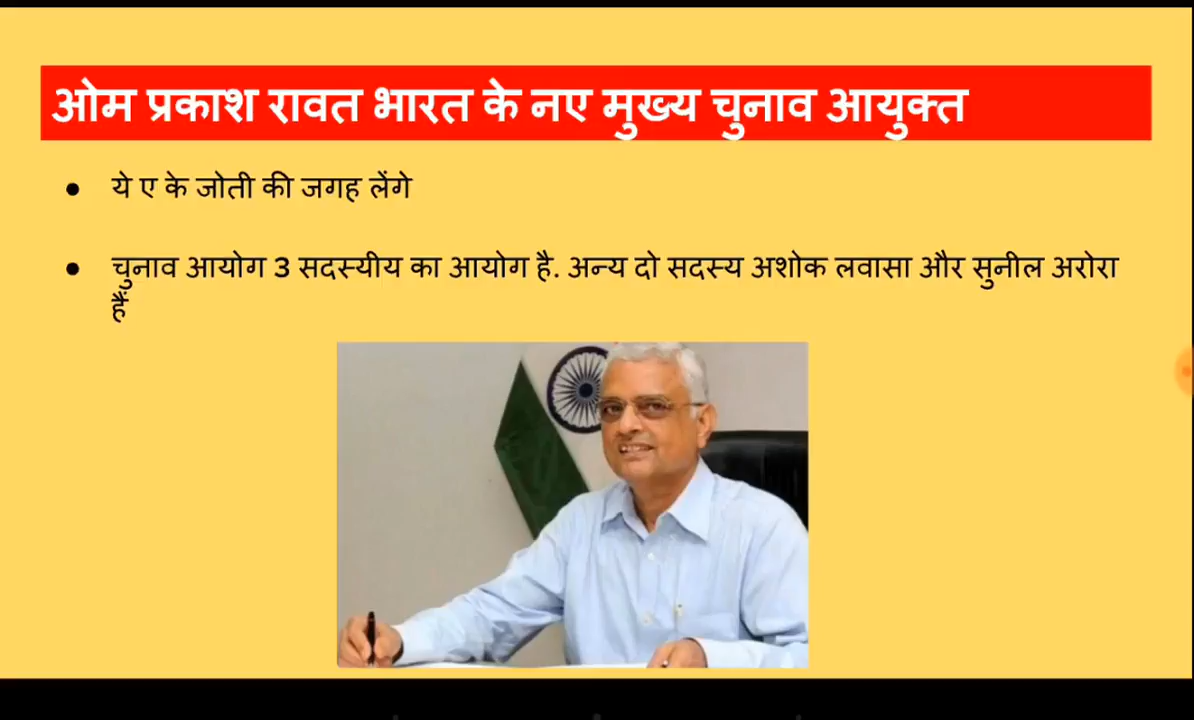 ओम प्रकाश रावत भारत के नए मुख्य चुनाव आयुक्त
● ये ए के जोती की जगह लेंगे
● चुनाव आयोग 3 सदस्यीय का आयोग है. अन्य दो सदस्य अशोक लवासा और सुनील अरोरा
हैं